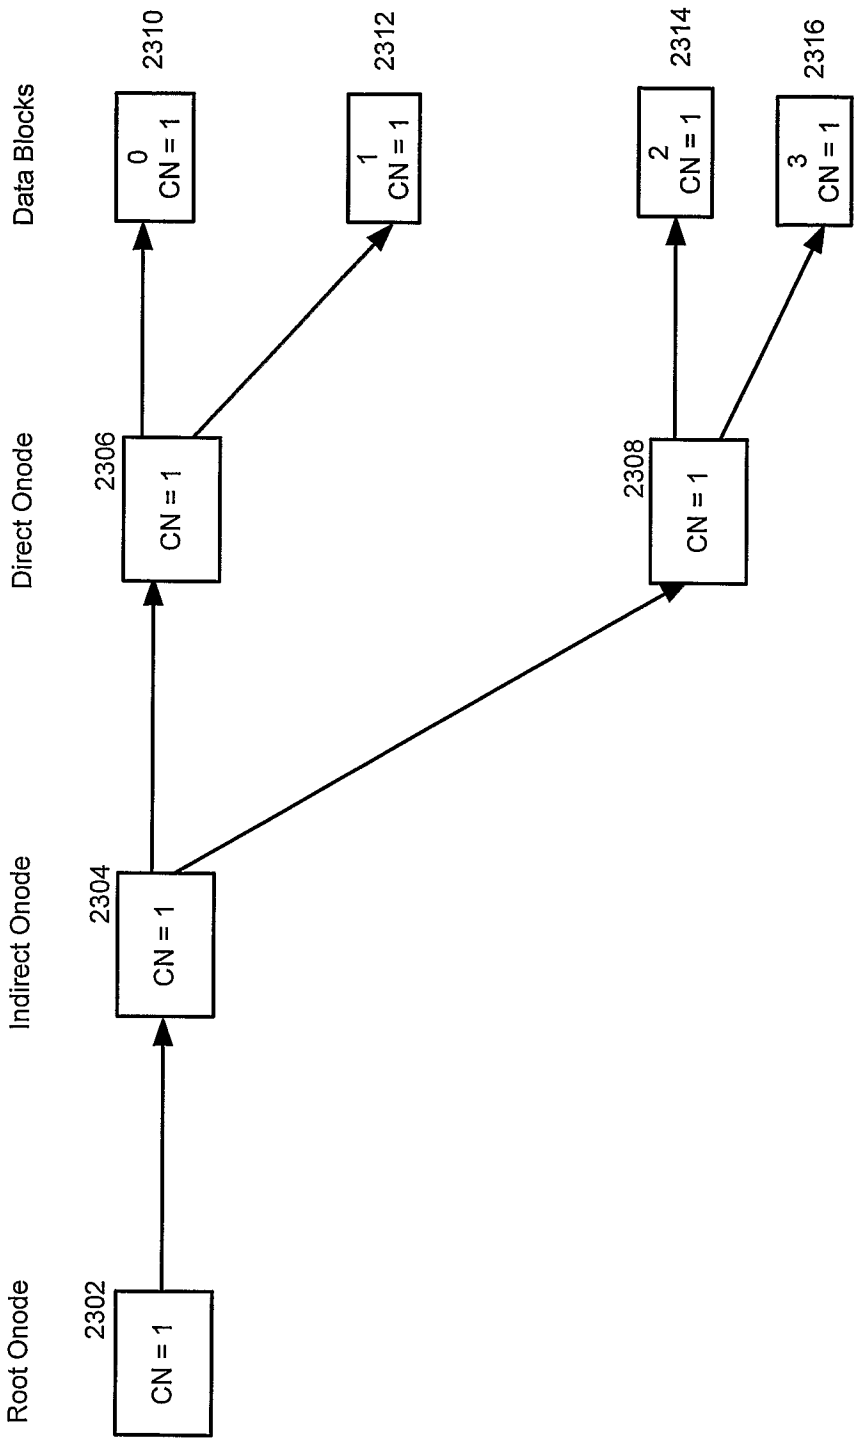 Root Onode
Indirect Onode
Direct Onode
Data Blocks
2302
CN = 1
2304
CN = 1
2306
CN = 1
2310
0
CN = 1
2312
1
CN = 1
2308
CN = 1
2314
2
CN = 1
2316
3
CN = 1